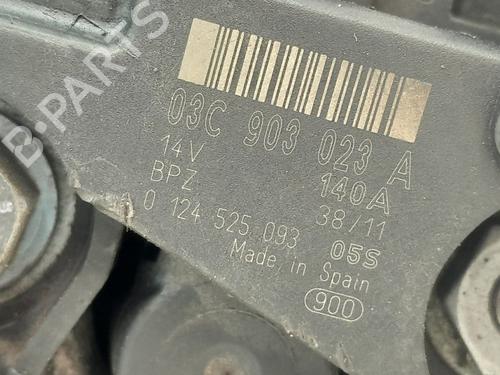 03C 903 023 A
14V 140A
BPZ 38/11
0 124 525 093 05S
Made in Spain
900
B-PARTS